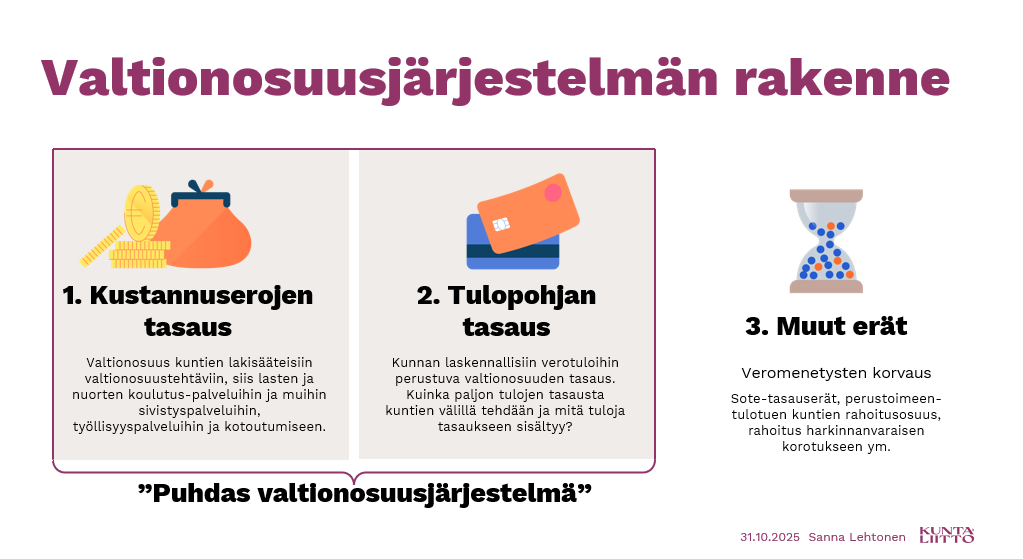 Valtionosuusjärjestelmän rakenne
1. Kustannuserojen
tasaus
Valtionosuus kuntien lakisääteisiin
valtionosuustehtäviin, siis lasten ja
nuorten koulutus-palveluihin ja muihin
sivistyspalveluihin,
työllisyyspalveluihin ja kotoutumiseen.
2. Tulopohjan
tasaus
Kunnan laskennallisiin verotuloihin
perustuva valtionosuuden tasaus.
Kuinka paljon tulojen tasausta
kuntien välillä tehdään ja mitä tuloja
tasaukseen sisältyy?
"Puhdas valtionosuusjärjestelmä”
3. Muut erät
Veromenetysten korvaus
Sote-tasauserät, perustoimeen-
tulotuen kuntien rahoitusosuus,
rahoitus harkinnanvaraisen
korotukseen ym.
31.10.2025 Sanna Lehtonen
KUNTA
LIITTO